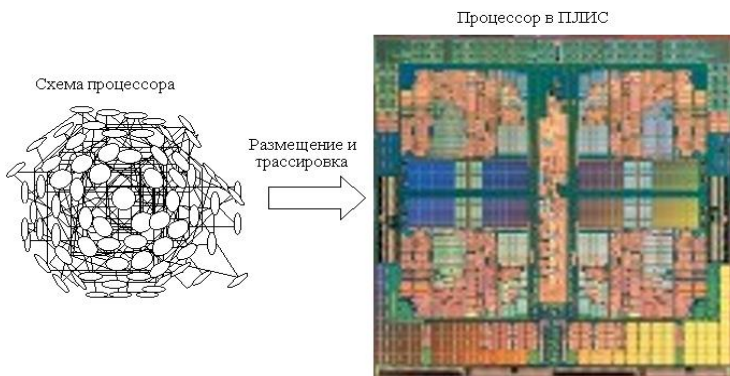 Процессор в ПЛИС
Схема процессора
Размещение и
трассировка